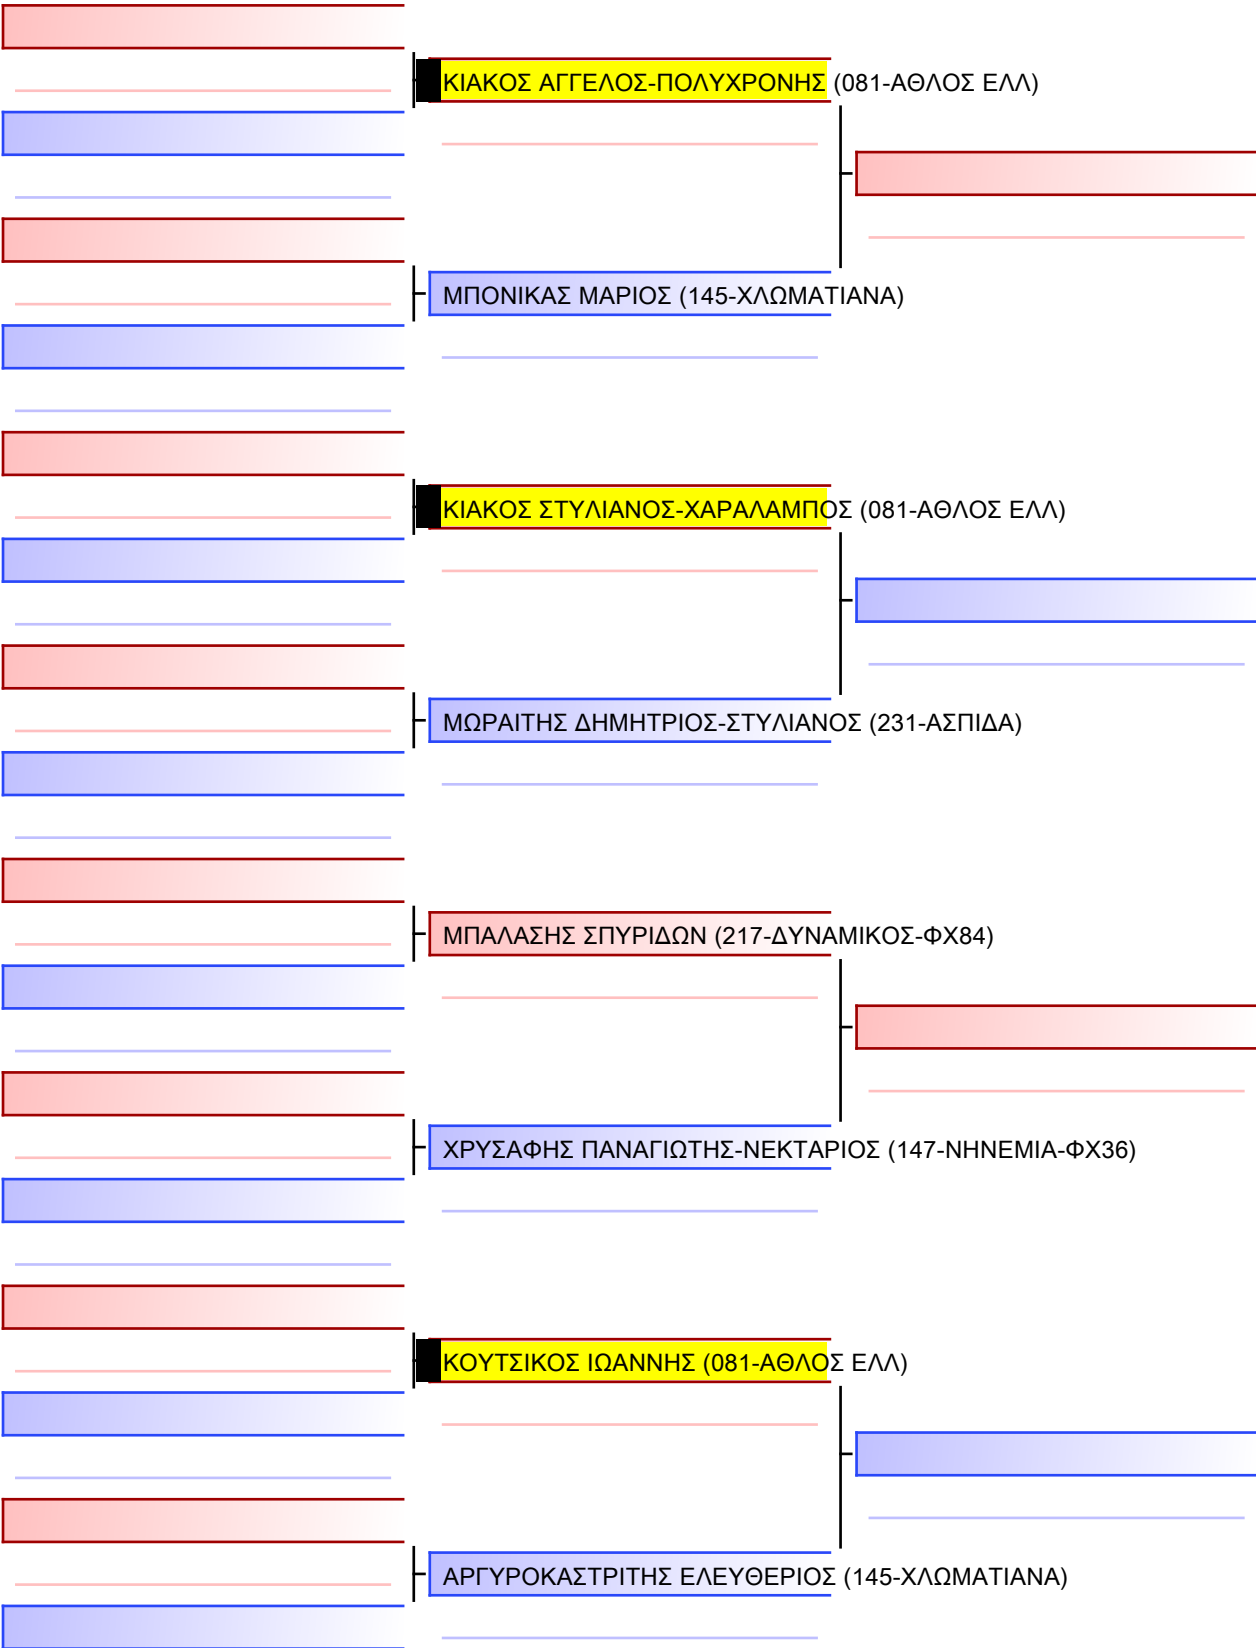 ΚΙΑΚΟΣ ΑΓΓΕΛΟΣ-ΠΟΛΥΧΡΟΝΗΣ (081-ΑΘΛΟΣ ΕΛΛ)
ΜΠΟΝΙΚΑΣ ΜΑΡΙΟΣ (145-ΧΛΩΜΑΤΙΑΝΑ)
ΚΙΑΚΟΣ ΣΤΥΛΙΑΝΟΣ-ΧΑΡΑΛΑΜΠΟΣ (081-ΑΘΛΟΣ ΕΛΛ)
ΜΩΡΑΙΤΗΣ ΔΗΜΗΤΡΙΟΣ-ΣΤΥΛΙΑΝΟΣ (231-ΑΣΠΙΔΑ)
ΜΠΑΛΑΣΗΣ ΣΠΥΡΙΔΩΝ (217-ΔΥΝΑΜΙΚΟΣ-ΦΧ84)
ΧΡΥΣΑΦΗΣ ΠΑΝΑΓΙΩΤΗΣ-ΝΕΚΤΑΡΙΟΣ (147-ΝΗΝΕΜΙΑ-ΦΧ36)
ΚΟΥΤΣΙΚΟΣ ΙΩΑΝΝΗΣ (081-ΑΘΛΟΣ ΕΛΛ)
ΑΡΓΥΡΟΚΑΣΤΡΙΤΗΣ ΕΛΕΥΘΕΡΙΟΣ (145-ΧΛΩΜΑΤΙΑΝΑ)